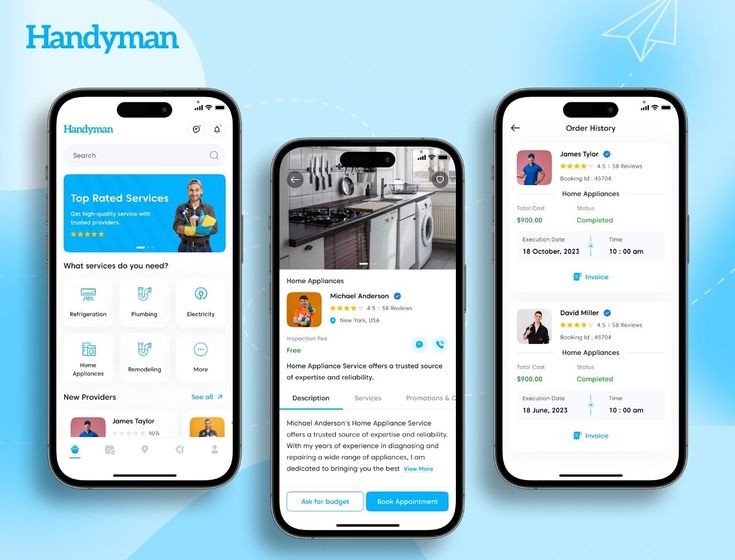 Handyman
Handyman
Search
Top Rated Services
Get high-quality service with
trusted providers.
What services do you need?
Refrigeration
Plumbing
Electricity
Home
Appliances
Remodeling
More
New Providers
See all
James Taylor
N/A
Home Appliances
Michael Anderson
4.5 | 58 Reviews
New York, USA
Inspection Fee
Free
Home Appliance Service offers a trusted source
of expertise and reliability.
Description
Services
Promotions &
Michael Anderson's Home Appliance Service
offers a trusted source of expertise and reliability.
With my years of experience in diagnosing and
repairing a wide range of appliances, I am
dedicated to bringing you the best View More
Ask for budget
Book Appointment
Order History
James Tylor
4.5 | 58 Reviews
Booking Id : 45704
Home Appliances
Total Cost
Status
$900.00
Completed
Execution Date
Time
18 October, 2023
10 : 00 am
Invoice
David Miller
4.5 | 58 Reviews
Booking Id : 45704
Home Appliances
Total Cost
Status
$900.00
Completed
Execution Date
Time
18 June, 2023
10 : 00 am
Invoice